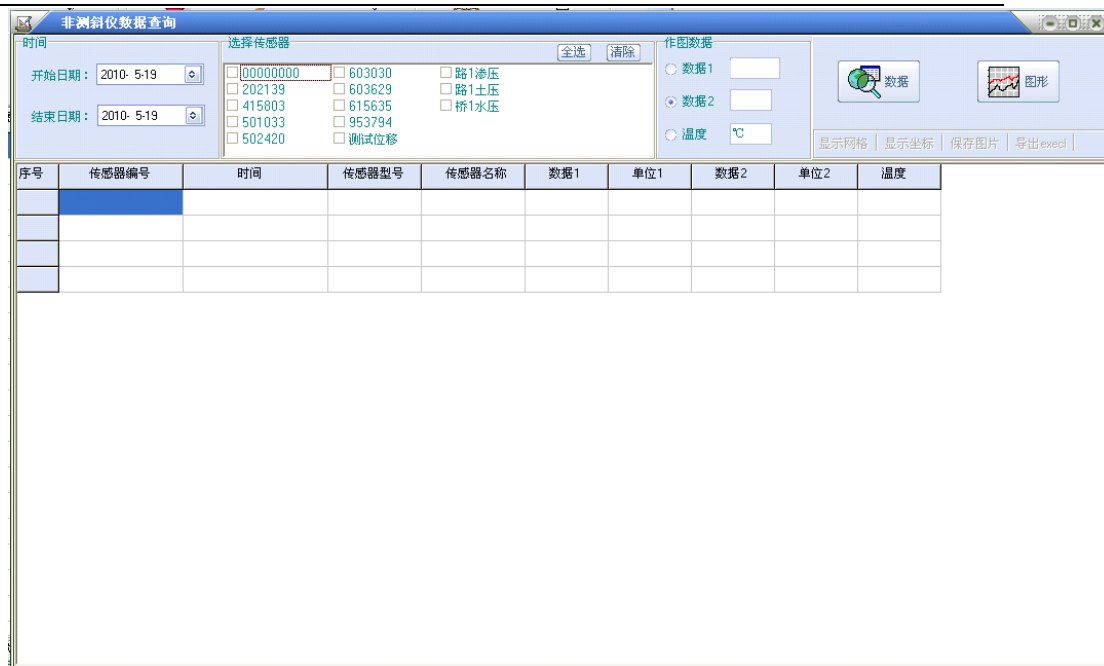 非测斜仪数据查询
时间
开始日期： 2010- 5-19
结束日期： 2010- 5-19
选择传感器
全选 清除
00000000 603030 路1渗压
202139 603629 路1土压
415803 615635 桥1水压
501033 953794
502420 测试位移
作图数据
数据1
数据2
温度 ℃
数据 图形
显示网格 显示坐标 保存图片 导出execl
序号 传感器编号 时间 传感器型号 传感器名称 数据1 单位1 数据2 单位2 温度